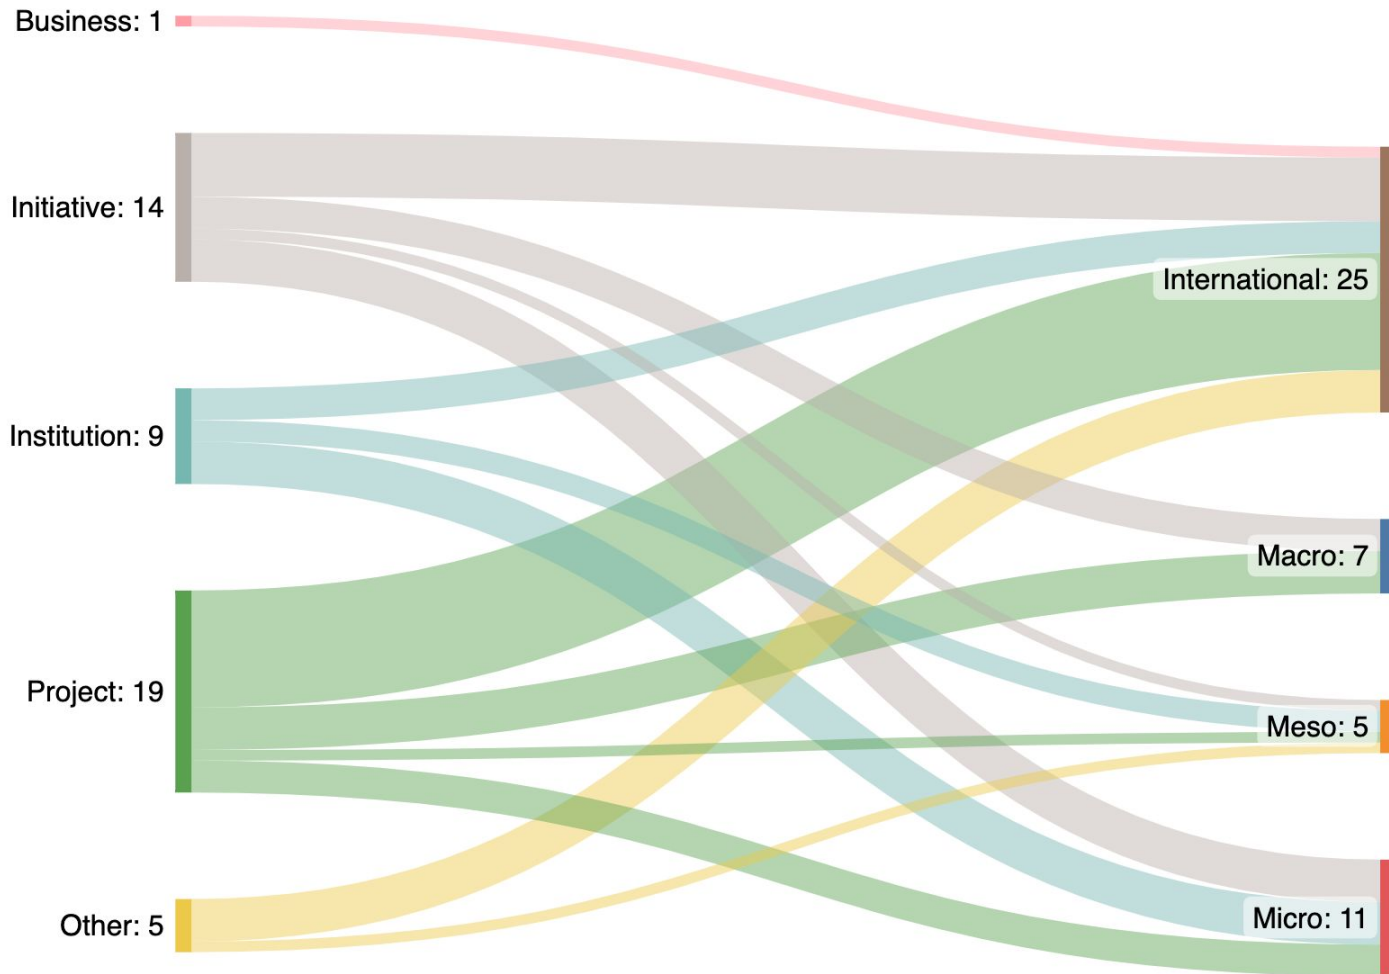 Business: 1
Initiative: 14
International: 25
Institution: 9
Macro: 7
Project: 19
Meso: 5
Micro: 11
Other: 5